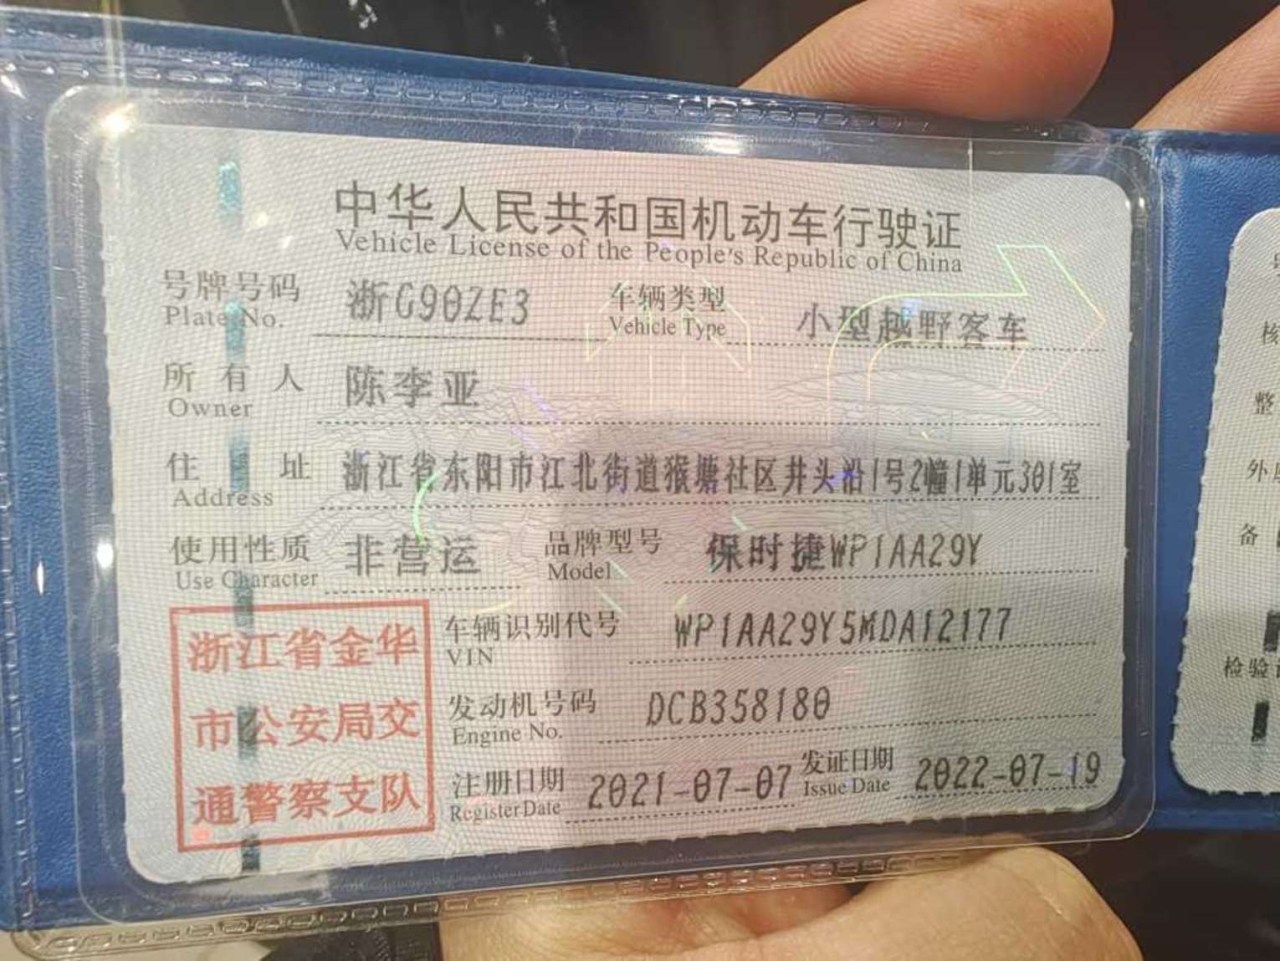 中华人民共和国机动车行驶证
Vehicle License of the People's Republic of China
号牌号码 浙G90ZE3 车辆类型 小型越野客车
Plate No. Vehicle Type
所有人 陈李亚
Owner
住址 浙江省东阳市江北街道猴塘社区井头沿1号2幢1单元301室
Address
使用性质 非营运 品牌型号 保时捷WP1AA29Y
Use Character Model
浙江省金华
市公安局交
通警察支队
车辆识别代号 WP1AA29Y5MDA12177
VIN
发动机号码 DCB358180
Engine No.
注册日期 2021-07-07 发证日期 2022-07-19
Register Date Issue Date
核
整
外
备
检验